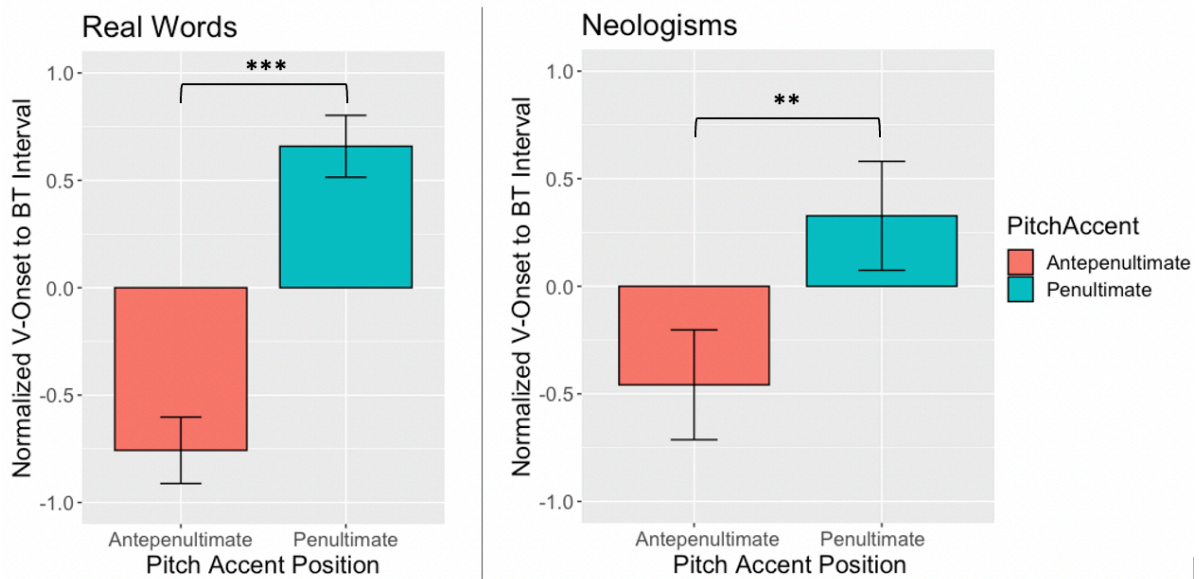 Real Words
Normalized V-Onset to BT Interval
1.0
0.5
0.0
-0.5
-1.0
***
Antepenultimate
Penultimate
Pitch Accent Position
Neologisms
Normalized V-Onset to BT Interval
1.0
0.5
0.0
-0.5
-1.0
**
Antepenultimate
Penultimate
Pitch Accent Position
PitchAccent
Antepenultimate
Penultimate